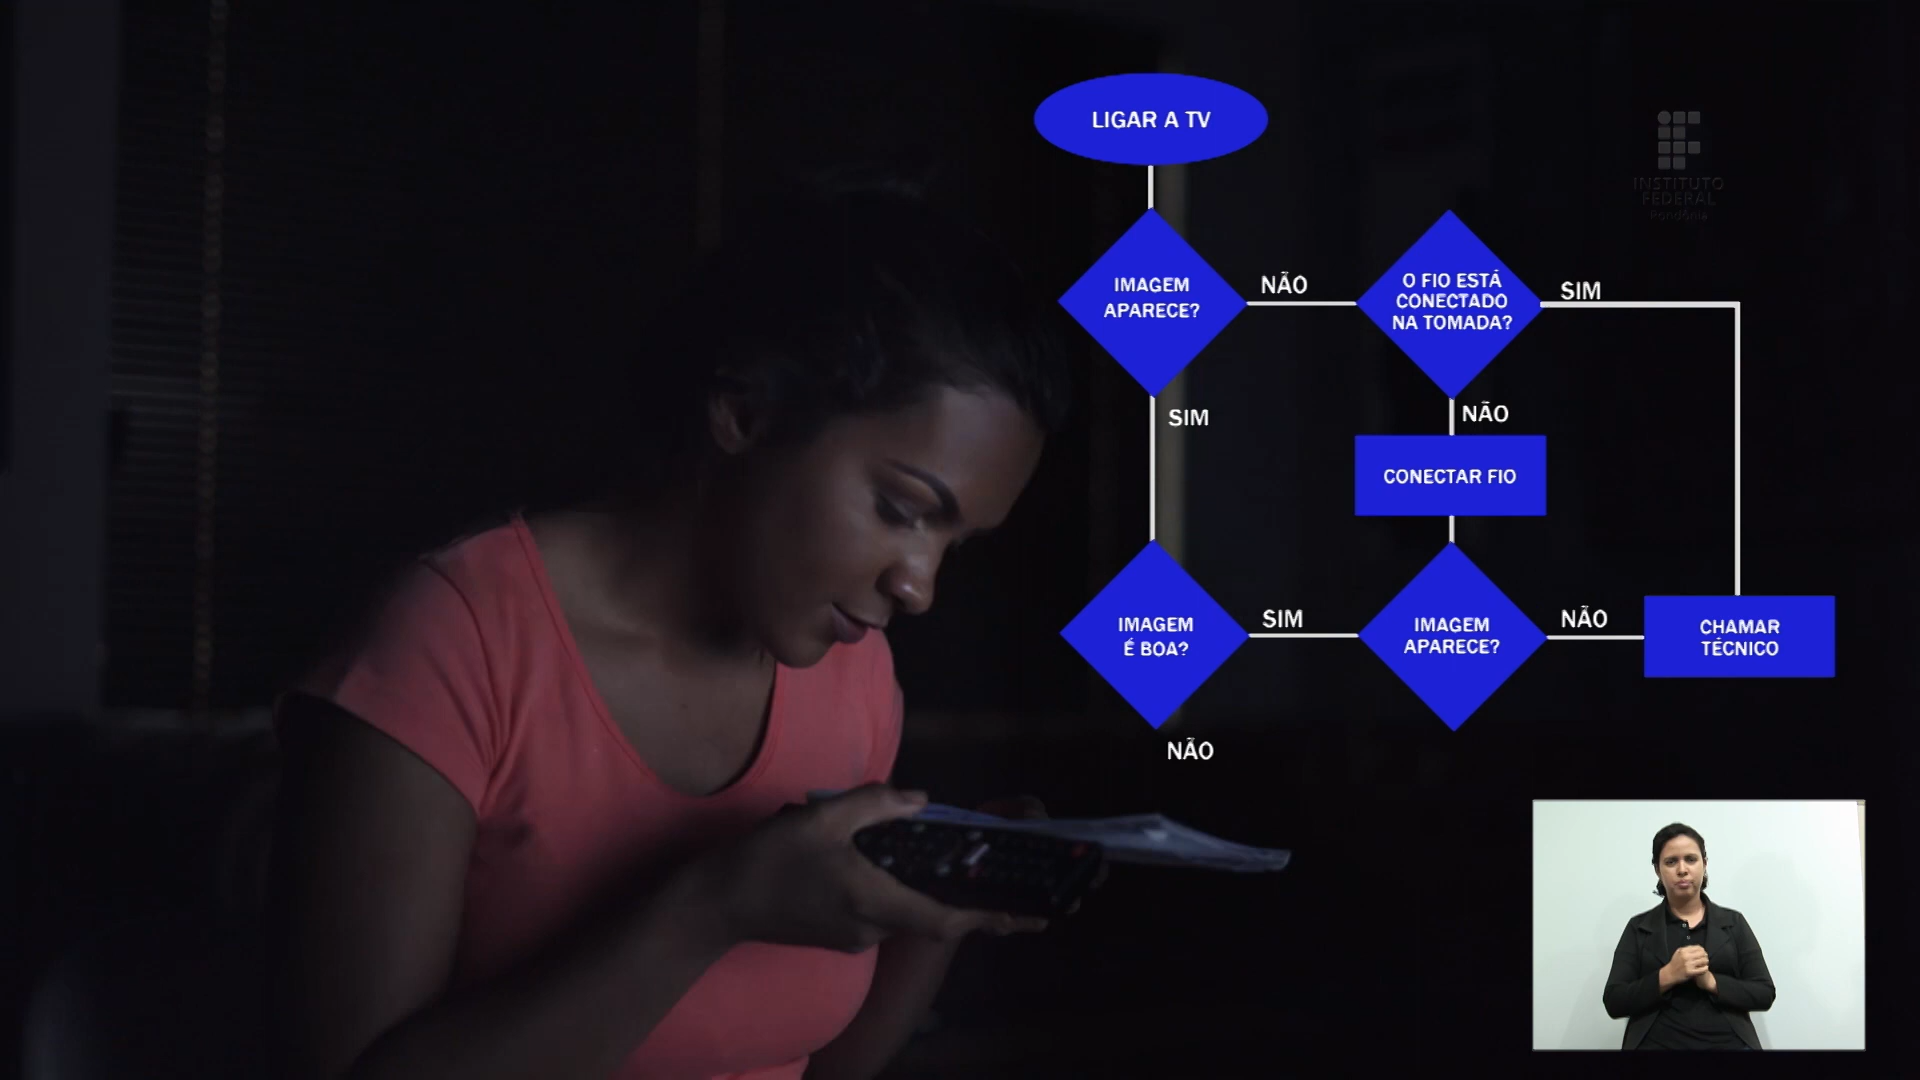 LIGAR A TV
IMAGEM
APARECE?
NÃO
O FIO ESTÁ
CONECTADO
NA TOMADA?
SIM
SIM
NÃO
CONECTAR FIO
IMAGEM
É BOA?
SIM
IMAGEM
APARECE?
NÃO
CHAMAR
TÉCNICO
NÃO
INSTITUTO
FEDERAL
Rondônia